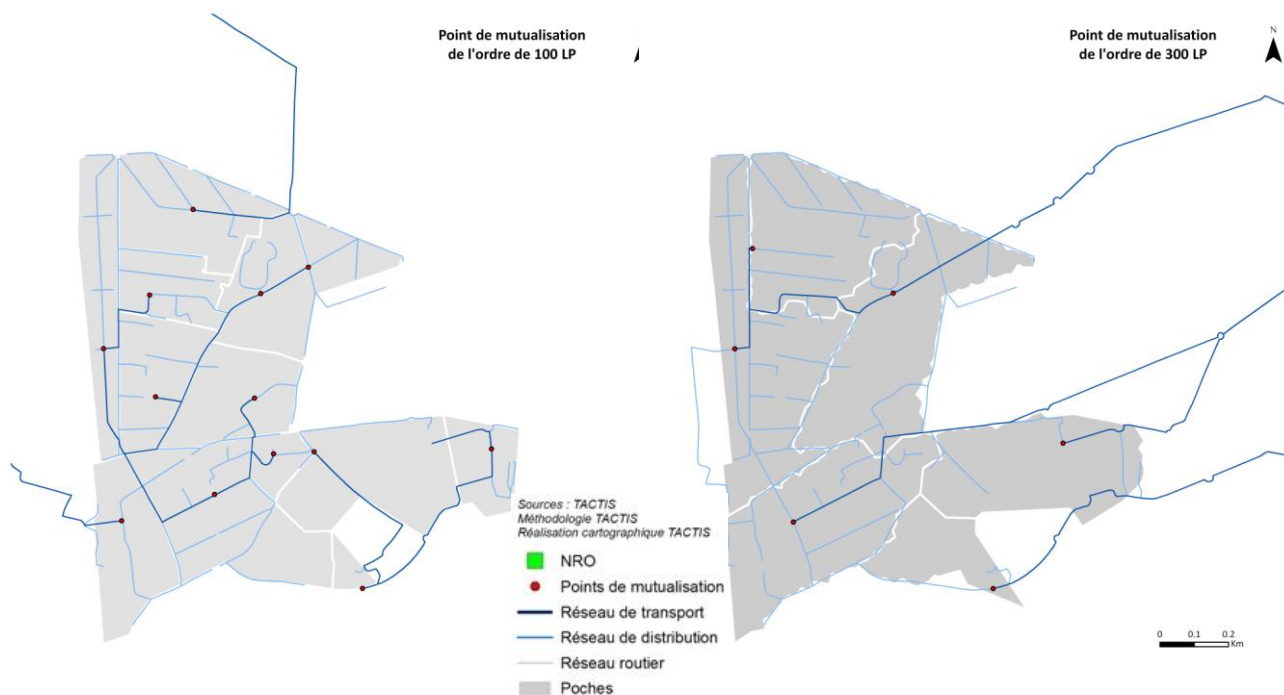 Point de mutualisation
de l'ordre de 100 LP
Point de mutualisation
de l'ordre de 300 LP
N
Sources : TACTIS
Méthodologie TACTIS
Réalisation cartographique TACTIS
NRO
Points de mutualisation
Réseau de transport
Réseau de distribution
Réseau routier
Poches
0 0.1 0.2
Km